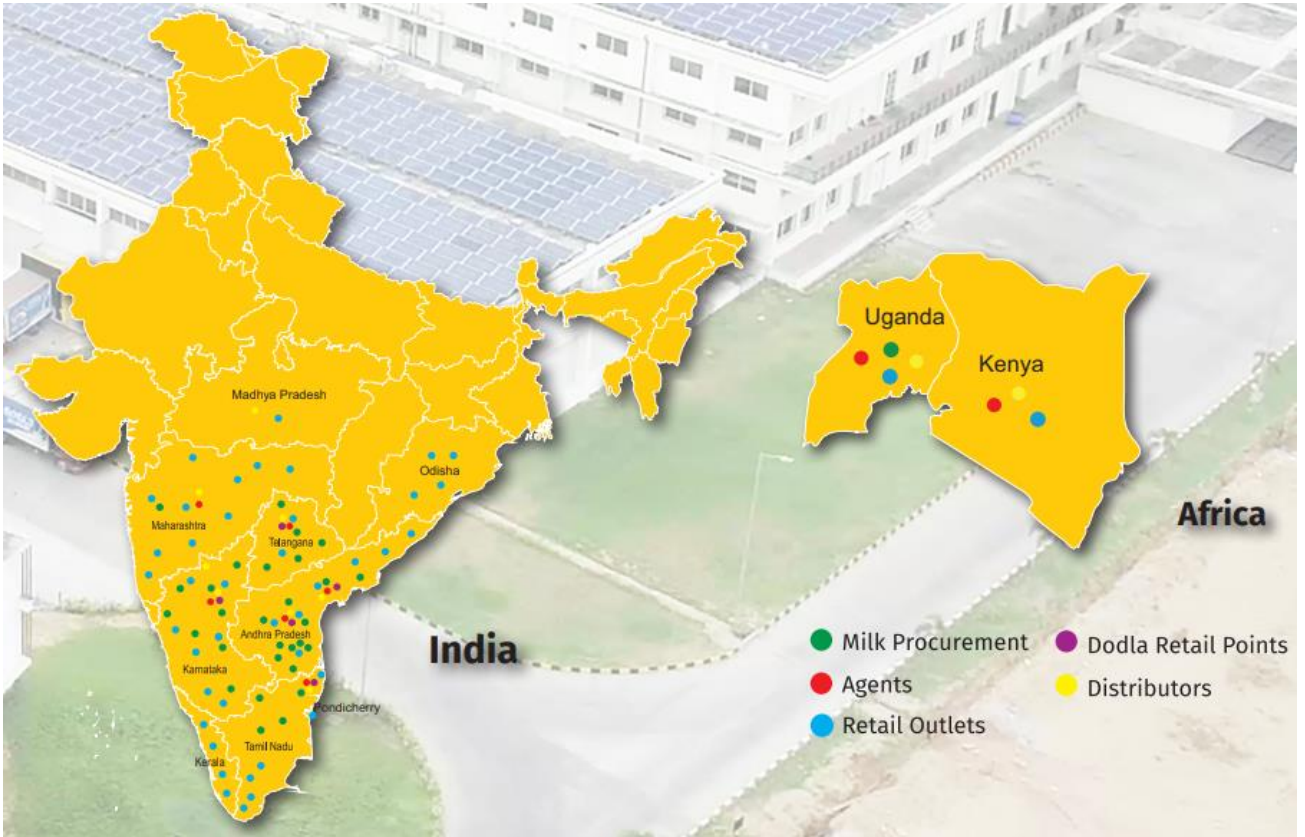 Madhya Pradesh
Odisha
Maharashtra
Telangana
Andhra Pradesh
Karnataka
Pondicherry
Tamil Nadu
Kerala
India
Uganda
Kenya
Africa
Milk Procurement
Agents
Retail Outlets
Dodla Retail Points
Distributors